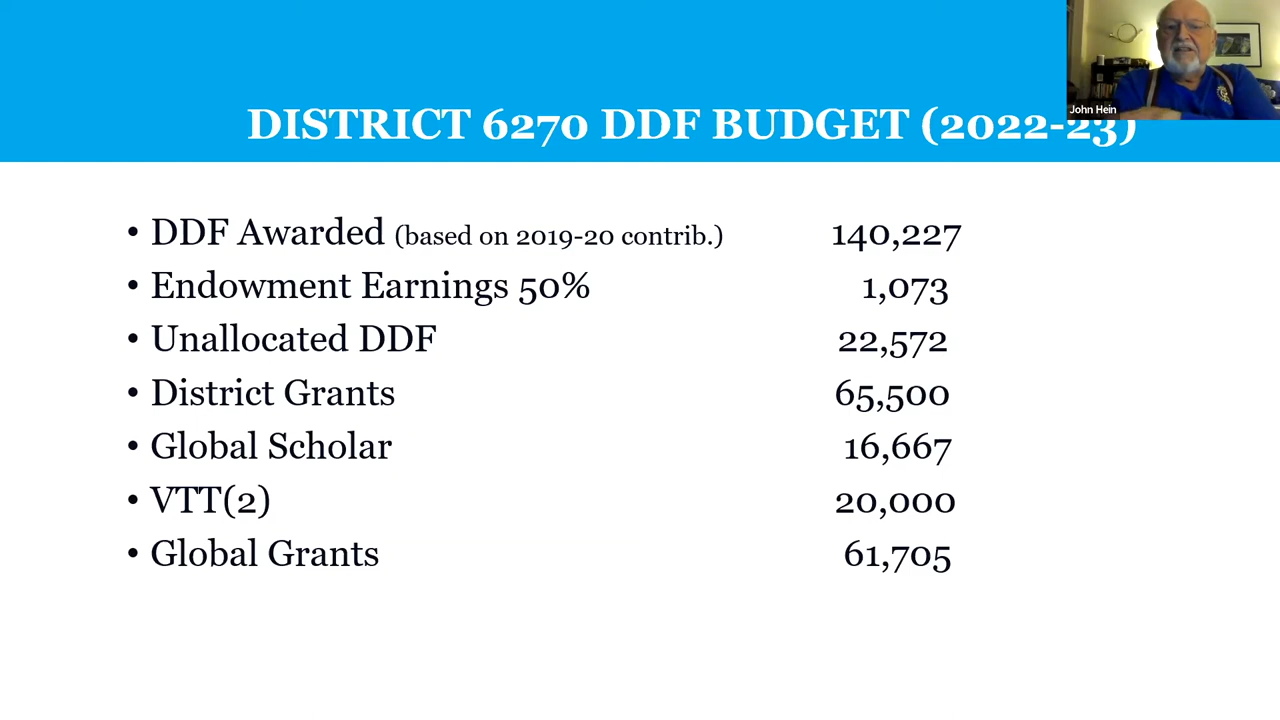 John Hein
DISTRICT 6270 DDF BUDGET (2022-23)
• DDF Awarded (based on 2019-20 contrib.) 140,227
• Endowment Earnings 50% 1,073
• Unallocated DDF 22,572
• District Grants 65,500
• Global Scholar 16,667
• VTT(2) 20,000
• Global Grants 61,705